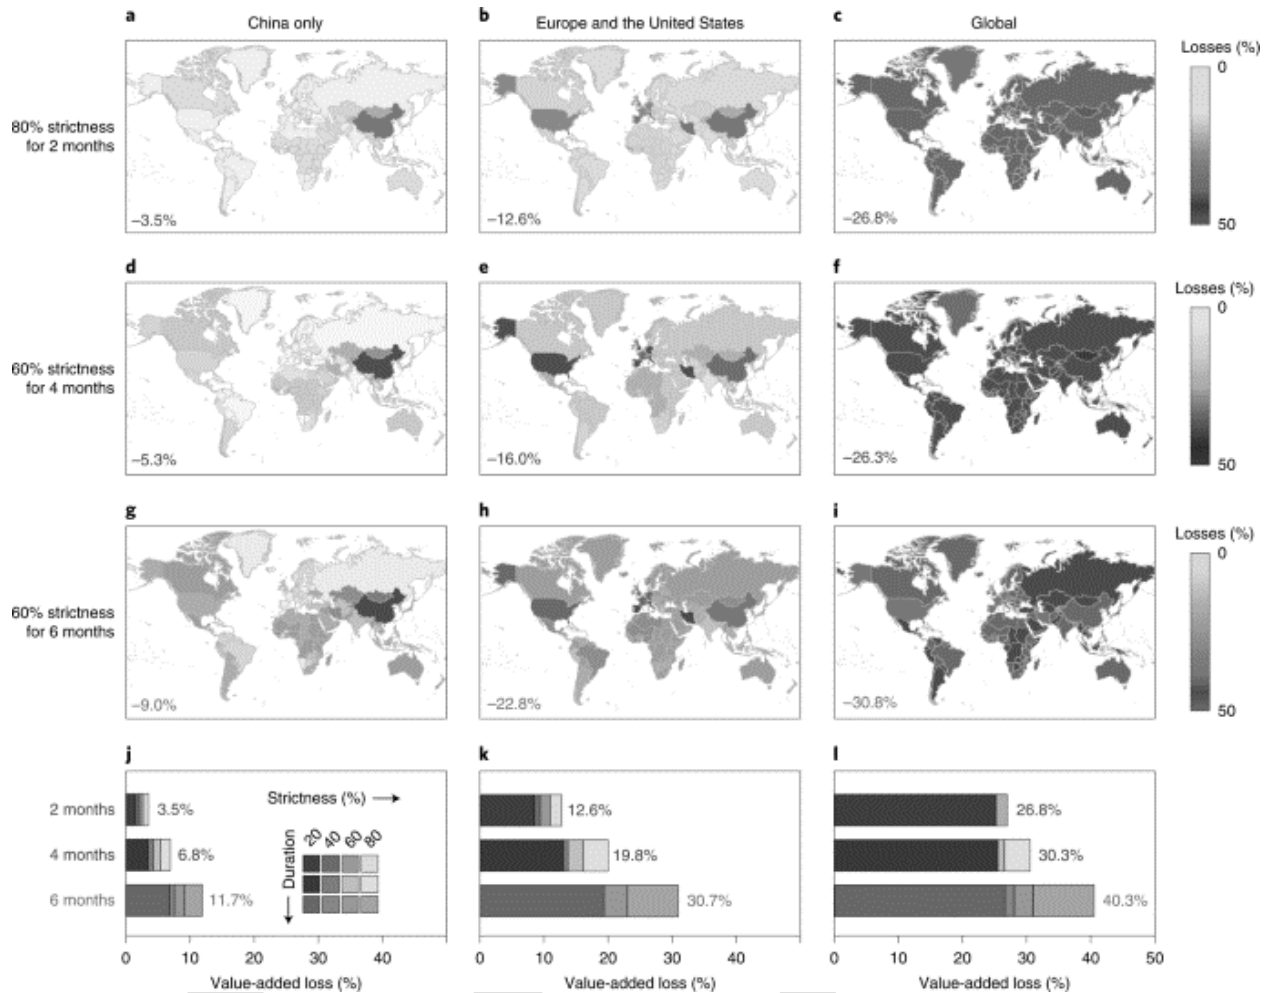 a China only
b Europe and the United States
c Global
Losses (%)
0
50
80% strictness
for 2 months
−3.5%
−12.6%
−26.8%
d
e
f
Losses (%)
0
50
60% strictness
for 4 months
−5.3%
−16.0%
−26.3%
g
h
i
Losses (%)
0
50
60% strictness
for 6 months
−9.0%
−22.8%
−30.8%
j
k
l
2 months
4 months
6 months
3.5%
6.8%
11.7%
Strictness (%)
20 40 60 80
Duration
12.6%
19.8%
30.7%
26.8%
30.3%
40.3%
0 10 20 30 40
0 10 20 30 40
0 10 20 30 40 50
Value-added loss (%)
Value-added loss (%)
Value-added loss (%)